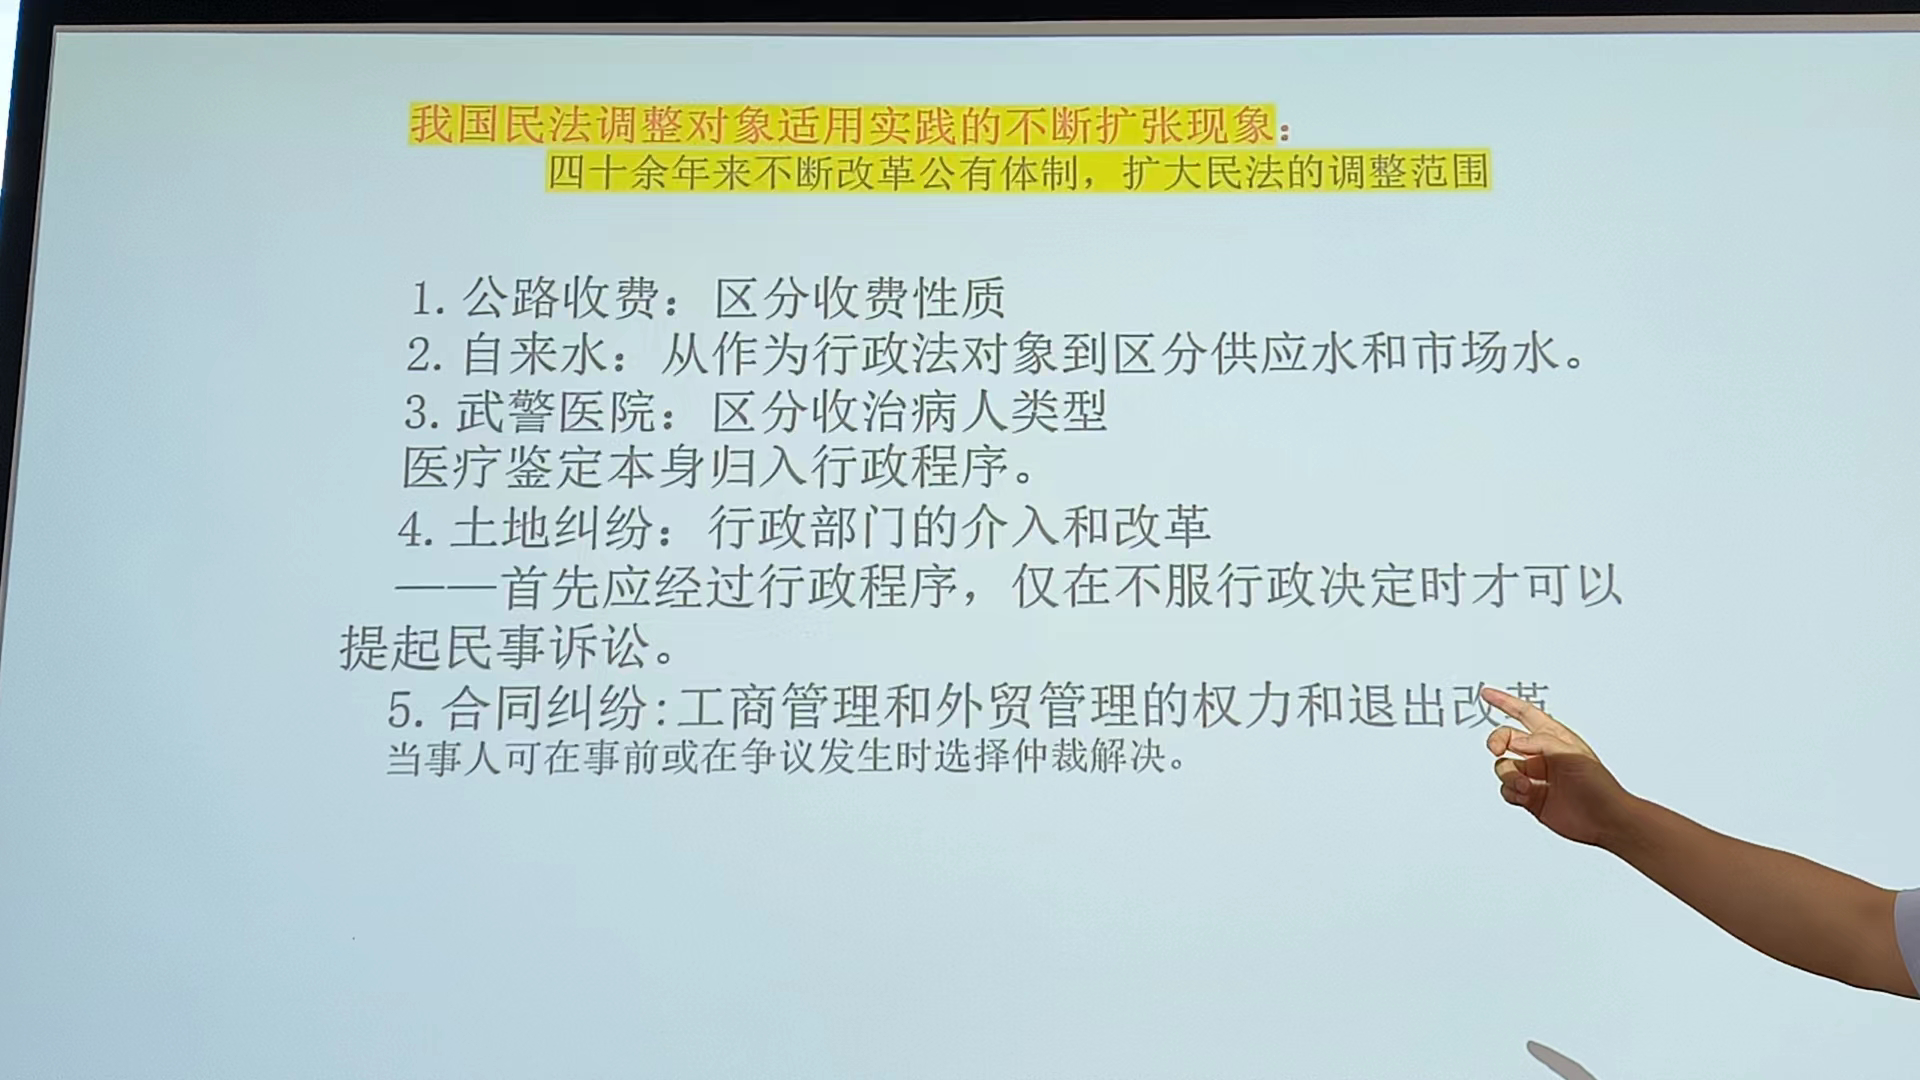 我国民法调整对象适用实践的不断扩张现象：
四十余年来不断改革公有体制，扩大民法的调整范围
1. 公路收费：区分收费性质
2. 自来水：从作为行政法对象到区分供应水和市场水。
3. 武警医院：区分收治病人类型
医疗鉴定本身归入行政程序。
4. 土地纠纷：行政部门的介入和改革
——首先应经过行政程序，仅在不服行政决定时才可以
提起民事诉讼。
5. 合同纠纷:工商管理和外贸管理的权力和退出改革
当事人可在事前或在争议发生时选择仲裁解决。